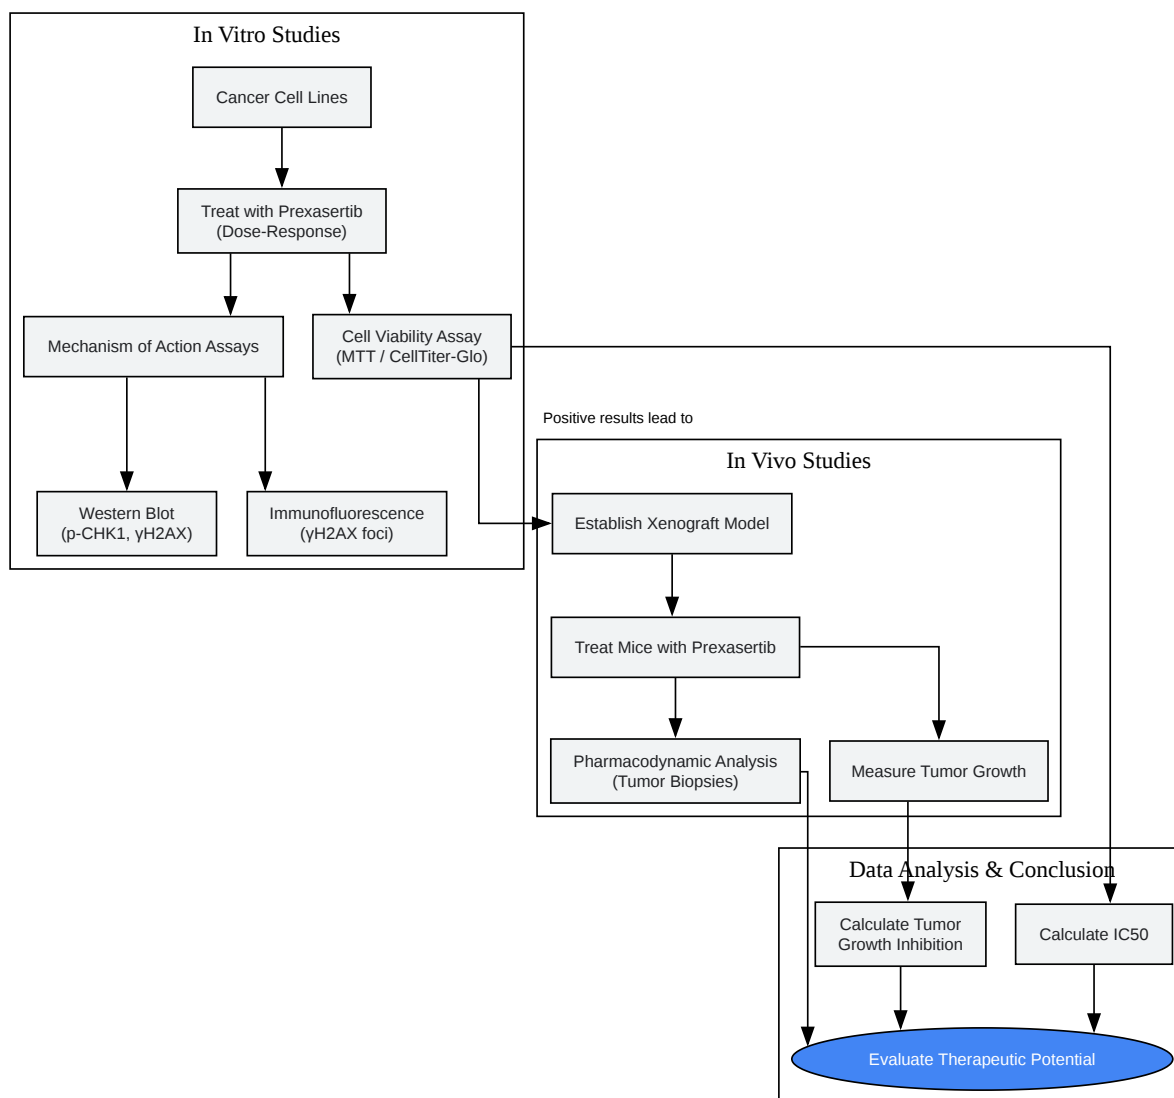 In Vitro Studies
Cancer Cell Lines
Treat with Prexasertib
(Dose-Response)
Mechanism of Action Assays
Cell Viability Assay
(MTT / CellTiter-Glo)
Western Blot
(p-CHK1, γH2AX)
Immunofluorescence
(γH2AX foci)
Positive results lead to
In Vivo Studies
Establish Xenograft Model
Treat Mice with Prexasertib
Pharmacodynamic Analysis
(Tumor Biopsies)
Measure Tumor Growth
Data Analysis & Conclusion
Calculate Tumor
Growth Inhibition
Calculate IC50
Evaluate Therapeutic Potential